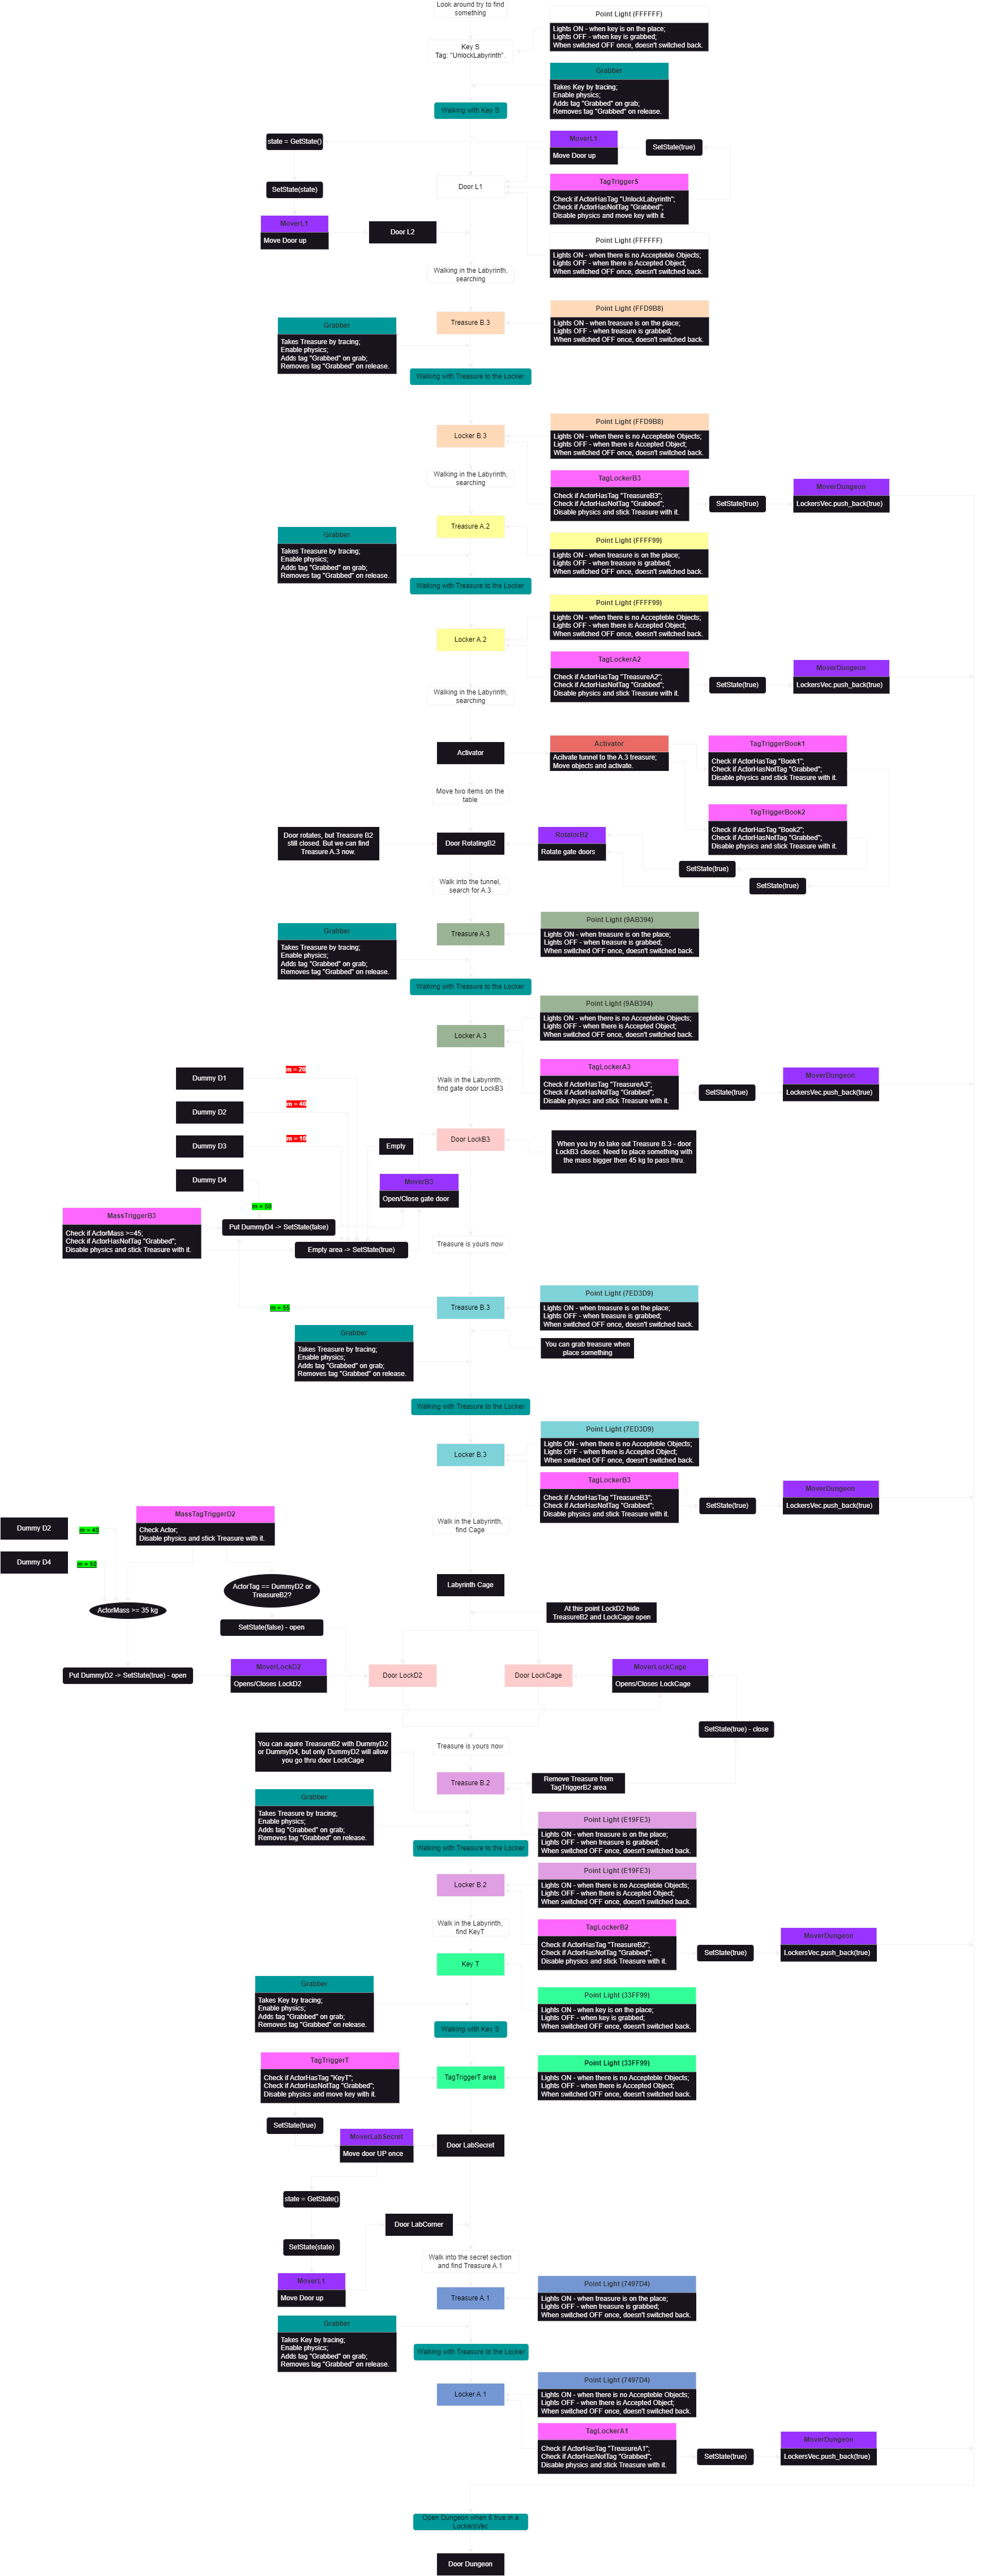 Look around try to find
something
Point Light (FFFFFF)
Lights ON - when key is on the place;
Lights OFF - when key is grabbed;
When switched OFF once, doesn't switched back.
Key S
Tag: "UnlockLabyrinth".
Grabber
Takes Key by tracing;
Enable physics;
Adds tag "Grabbed" on grab;
Removes tag "Grabbed" on release.
Walking with Key S
state = GetState()
MoverL1
Move Door up
SetState(true)
SetState(state)
Door L1
TagTriggerS
Check if ActorHasTag "UnlockLabyrinth";
Check if ActorHasNotTag "Grabbed";
Disable physics and move key with it.
MoverL1
Move Door up
Door L2
Point Light (FFFFFF)
Lights ON - when there is no Accepteble Objects;
Lights OFF - when there is Accepted Object;
When switched OFF once, doesn't switched back.
Walking in the Labyrinth,
searching
Point Light (FFD9B8)
Lights ON - when treasure is on the place;
Lights OFF - when treasure is grabbed;
When switched OFF once, doesn't switched back.
Treasure B.3
Grabber
Takes Treasure by tracing;
Enable physics;
Adds tag "Grabbed" on grab;
Removes tag "Grabbed" on release.
Walking with Treasure to the Locker
Point Light (FFD9B8)
Lights ON - when there is no Accepteble Objects;
Lights OFF - when there is Accepted Object;
When switched OFF once, doesn't switched back.
Locker B.3
Walking in the Labyrinth,
searching
TagLockerB3
Check if ActorHasTag "TreasureB3";
Check if ActorHasNotTag "Grabbed";
Disable physics and stick Treasure with it.
SetState(true)
MoverDungeon
LockersVec.push_back(true)
Treasure A.2
Grabber
Takes Treasure by tracing;
Enable physics;
Adds tag "Grabbed" on grab;
Removes tag "Grabbed" on release.
Point Light (FFFF99)
Lights ON - when treasure is on the place;
Lights OFF - when treasure is grabbed;
When switched OFF once, doesn't switched back.
Walking with Treasure to the Locker
Point Light (FFFF99)
Lights ON - when there is no Accepteble Objects;
Lights OFF - when there is Accepted Object;
When switched OFF once, doesn't switched back.
Locker A.2
TagLockerA2
Check if ActorHasTag "TreasureA2";
Check if ActorHasNotTag "Grabbed";
Disable physics and stick Treasure with it.
SetState(true)
MoverDungeon
LockersVec.push_back(true)
Walking in the Labyrinth,
searching
Activator
Activator
Acitvate tunnel to the A.3 treasure;
Move objects and activate.
TagTriggerBook1
Check if ActorHasTag "Book1";
Check if ActorHasNotTag "Grabbed";
Disable physics and stick Treasure with it.
Move two items on the
table
TagTriggerBook2
Check if ActorHasTag "Book2";
Check if ActorHasNotTag "Grabbed";
Disable physics and stick Treasure with it.
Door rotates, but Treasure B2
still closed. But we can find
Treasure A.3 now.
Door RotatingB2
RotatorB2
Rotate gate doors
SetState(true)
SetState(true)
Walk into the tunnel,
search for A.3
Point Light (9AB394)
Lights ON - when treasure is on the place;
Lights OFF - when treasure is grabbed;
When switched OFF once, doesn't switched back.
Treasure A.3
Grabber
Takes Treasure by tracing;
Enable physics;
Adds tag "Grabbed" on grab;
Removes tag "Grabbed" on release.
Walking with Treasure to the Locker
Point Light (9AB394)
Lights ON - when there is no Accepteble Objects;
Lights OFF - when there is Accepted Object;
When switched OFF once, doesn't switched back.
Locker A.3
TagLockerA3
Check if ActorHasTag "TreasureA3";
Check if ActorHasNotTag "Grabbed";
Disable physics and stick Treasure with it.
SetState(true)
MoverDungeon
LockersVec.push_back(true)
Walk in the Labyrinth,
find gate door LockB3
Dummy D1
m = 20
Dummy D2
m = 40
Dummy D3
m = 10
Empty
Door LockB3
When you try to take out Treasure B.3 - door
LockB3 closes. Need to place something with
the mass bigger then 45 kg to pass thru.
Dummy D4
m = 50
MoverB3
Open/Close gate door
MassTriggerB3
Check if ActorMass >=45;
Check if ActorHasNotTag "Grabbed";
Disable physics and stick Treasure with it.
Put DummyD4 -> SetState(false)
Empty area -> SetState(true)
Treasure is yours now
m = 55
Treasure B.3
Point Light (7ED3D9)
Lights ON - when treasure is on the place;
Lights OFF - when treasure is grabbed;
When switched OFF once, doesn't switched back.
Grabber
Takes Treasure by tracing;
Enable physics;
Adds tag "Grabbed" on grab;
Removes tag "Grabbed" on release.
You can grab treasure when
place something
Walking with Treasure to the Locker
Point Light (7ED3D9)
Lights ON - when there is no Accepteble Objects;
Lights OFF - when there is Accepted Object;
When switched OFF once, doesn't switched back.
Locker B.3
TagLockerB3
Check if ActorHasTag "TreasureB3";
Check if ActorHasNotTag "Grabbed";
Disable physics and stick Treasure with it.
SetState(true)
MoverDungeon
LockersVec.push_back(true)
Walk in the Labyrinth,
find Cage
Dummy D2
m = 40
Dummy D4
m = 50
MassTagTriggerD2
Check Actor;
Disable physics and stick Treasure with it.
ActorMass >= 35 kg
ActorTag == DummyD2 or
TreasureB2?
SetState(false) - open
Labyrinth Cage
At this point LockD2 hide
TreasureB2 and LockCage open
Put DummyD2 -> SetState(true) - open
MoverLockD2
Opens/Closes LockD2
Door LockD2
Door LockCage
MoverLockCage
Opens/Closes LockCage
SetState(true) - close
You can aquire TreasureB2 with DummyD2
or DummyD4, but only DummyD2 will allow
you go thru door LockCage
Treasure is yours now
Treasure B.2
Remove Treasure from
TagTriggerB2 area
Grabber
Takes Treasure by tracing;
Enable physics;
Adds tag "Grabbed" on grab;
Removes tag "Grabbed" on release.
Point Light (E19FE3)
Lights ON - when treasure is on the place;
Lights OFF - when treasure is grabbed;
When switched OFF once, doesn't switched back.
Walking with Treasure to the Locker
Point Light (E19FE3)
Lights ON - when there is no Accepteble Objects;
Lights OFF - when there is Accepted Object;
When switched OFF once, doesn't switched back.
Locker B.2
Walk in the Labyrinth,
find KeyT
TagLockerB2
Check if ActorHasTag "TreasureB2";
Check if ActorHasNotTag "Grabbed";
Disable physics and stick Treasure with it.
SetState(true)
MoverDungeon
LockersVec.push_back(true)
Key T
Grabber
Takes Key by tracing;
Enable physics;
Adds tag "Grabbed" on grab;
Removes tag "Grabbed" on release.
Point Light (33FF99)
Lights ON - when key is on the place;
Lights OFF - when key is grabbed;
When switched OFF once, doesn't switched back.
Walking with Key S
TagTriggerT
Check if ActorHasTag "KeyT";
Check if ActorHasNotTag "Grabbed";
Disable physics and move key with it.
TagTriggerT area
Point Light (33FF99)
Lights ON - when there is no Accepteble Objects;
Lights OFF - when there is Accepted Object;
When switched OFF once, doesn't switched back.
SetState(true)
MoverLabSecret
Move door UP once
Door LabSecret
state = GetState()
Door LabCorner
SetState(state)
Walk into the secret section
and find Treasure A.1
MoverL1
Move Door up
Treasure A.1
Point Light (7497D4)
Lights ON - when treasure is on the place;
Lights OFF - when treasure is grabbed;
When switched OFF once, doesn't switched back.
Grabber
Takes Key by tracing;
Enable physics;
Adds tag "Grabbed" on grab;
Removes tag "Grabbed" on release.
Walking with Treasure to the Locker
Point Light (7497D4)
Lights ON - when there is no Accepteble Objects;
Lights OFF - when there is Accepted Object;
When switched OFF once, doesn't switched back.
Locker A.1
TagLockerA1
Check if ActorHasTag "TreasureA1";
Check if ActorHasNotTag "Grabbed";
Disable physics and stick Treasure with it.
SetState(true)
MoverDungeon
LockersVec.push_back(true)
Open Dungeon when 6 true in a
LockersVec
Door Dungeon